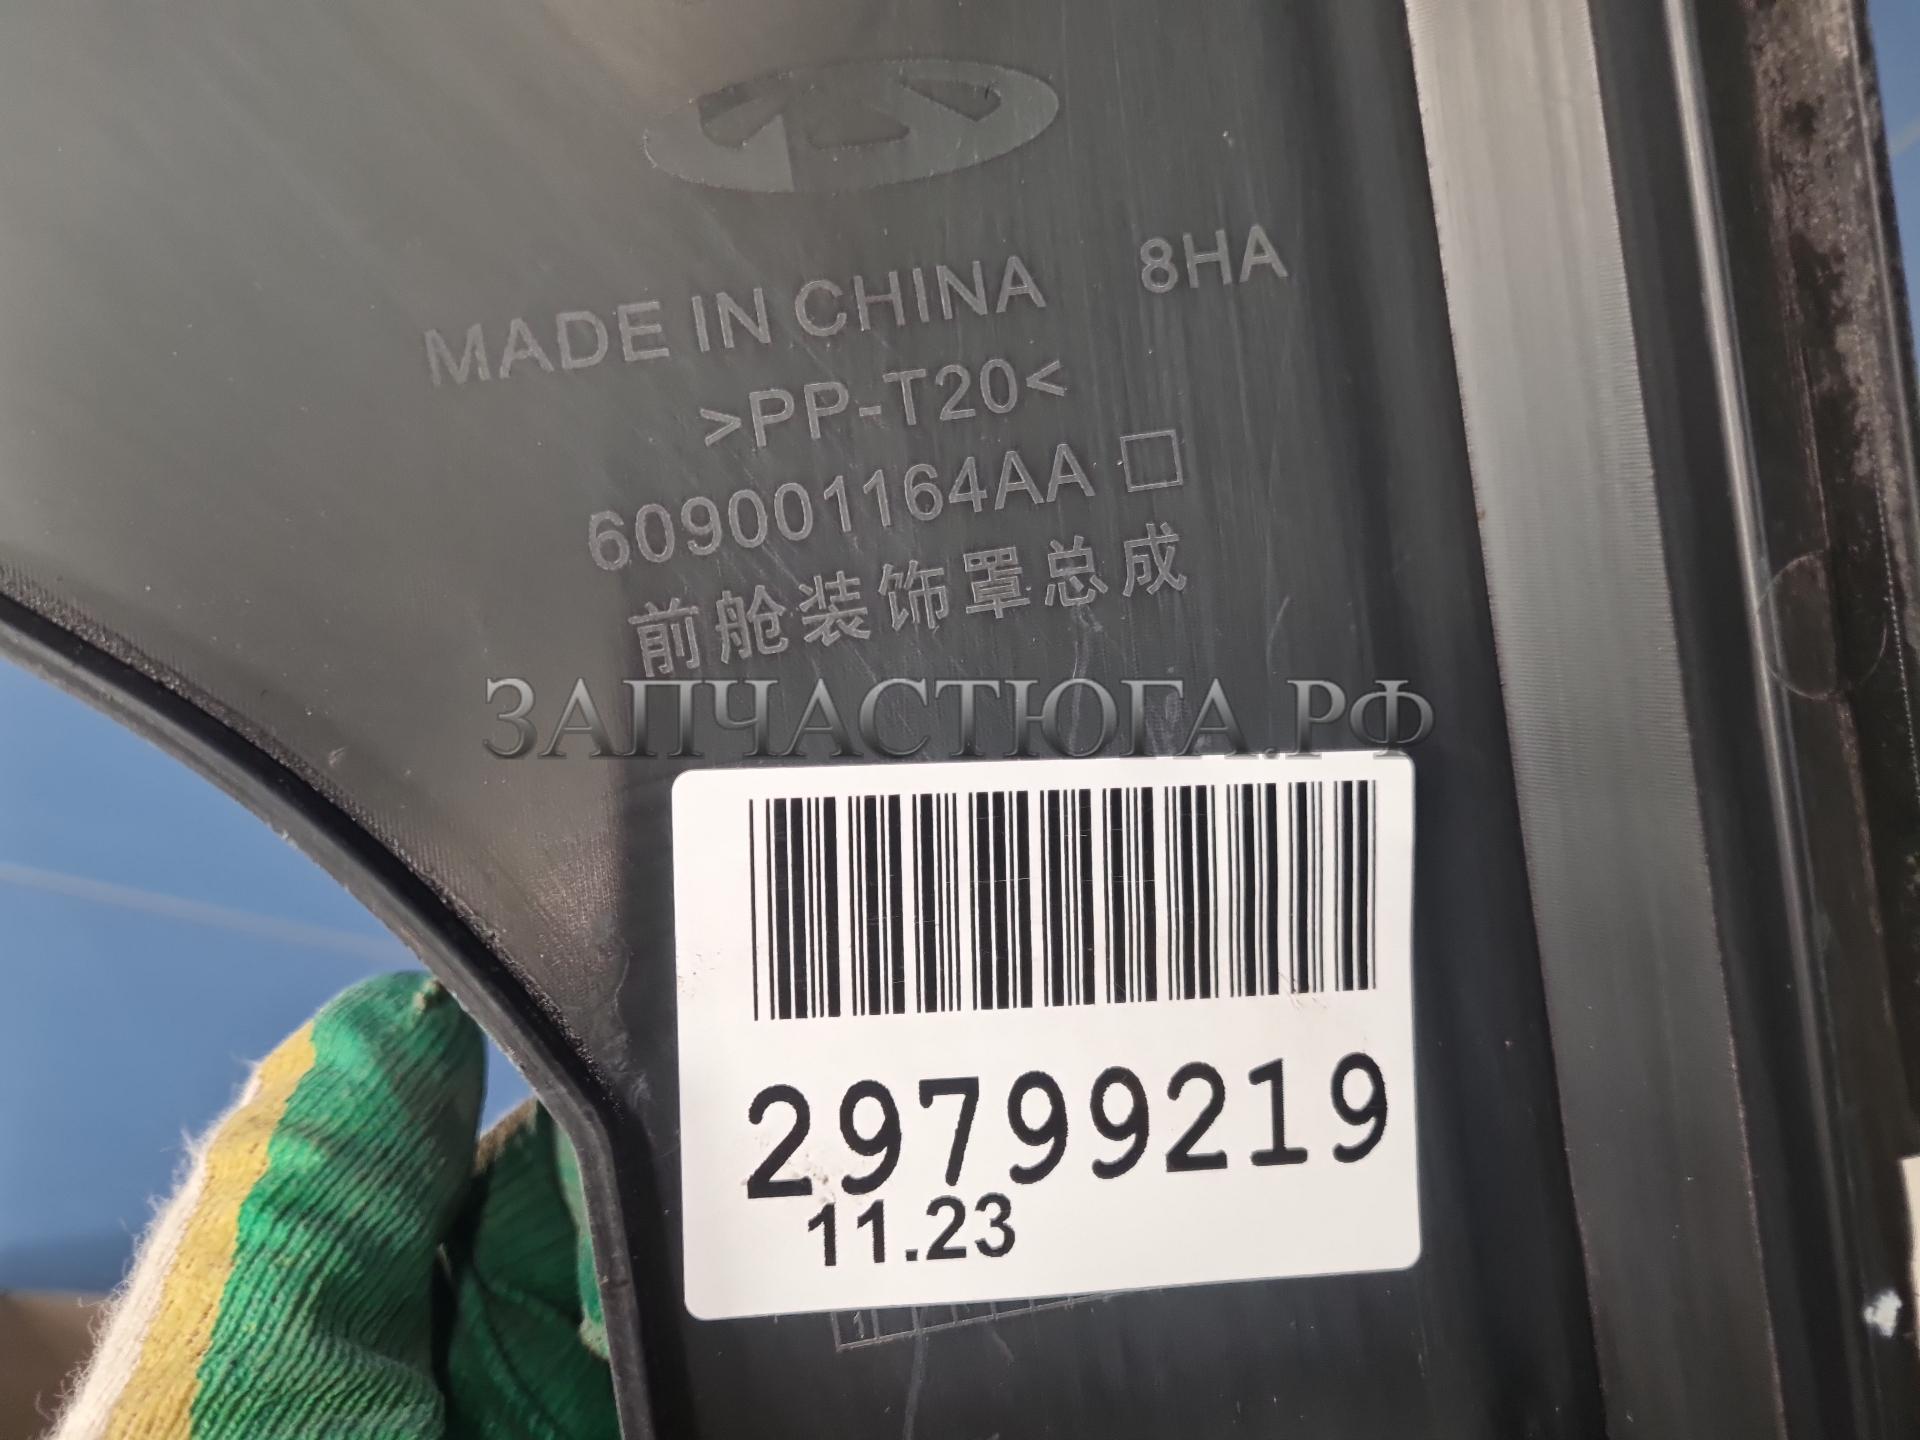 MADE IN CHINA 8HA
>PP-T20<
609001164AA □
前舱装饰罩总成
ЗАПЧАСТЮГА.РФ
29799219
11.23
1